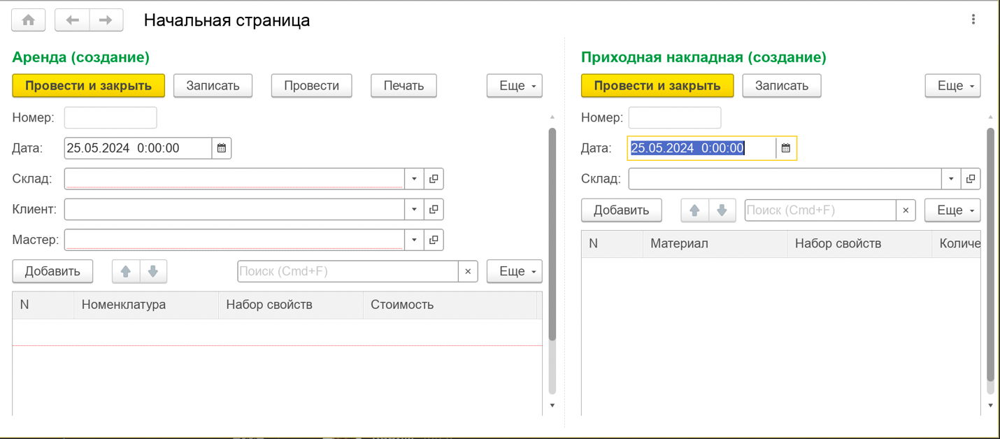 Начальная страница
Аренда (создание)
Провести и закрыть Записать Провести Печать Еще
Номер:
Дата: 25.05.2024 0:00:00
Склад:
Клиент:
Мастер:
Добавить Поиск (Cmd+F) × Еще
N Номенклатура Набор свойств Стоимость
Приходная накладная (создание)
Провести и закрыть Записать Еще
Номер:
Дата: 25.05.2024 0:00:00
Склад:
Добавить Поиск (Cmd+F) × Еще
N Материал Набор свойств Количе